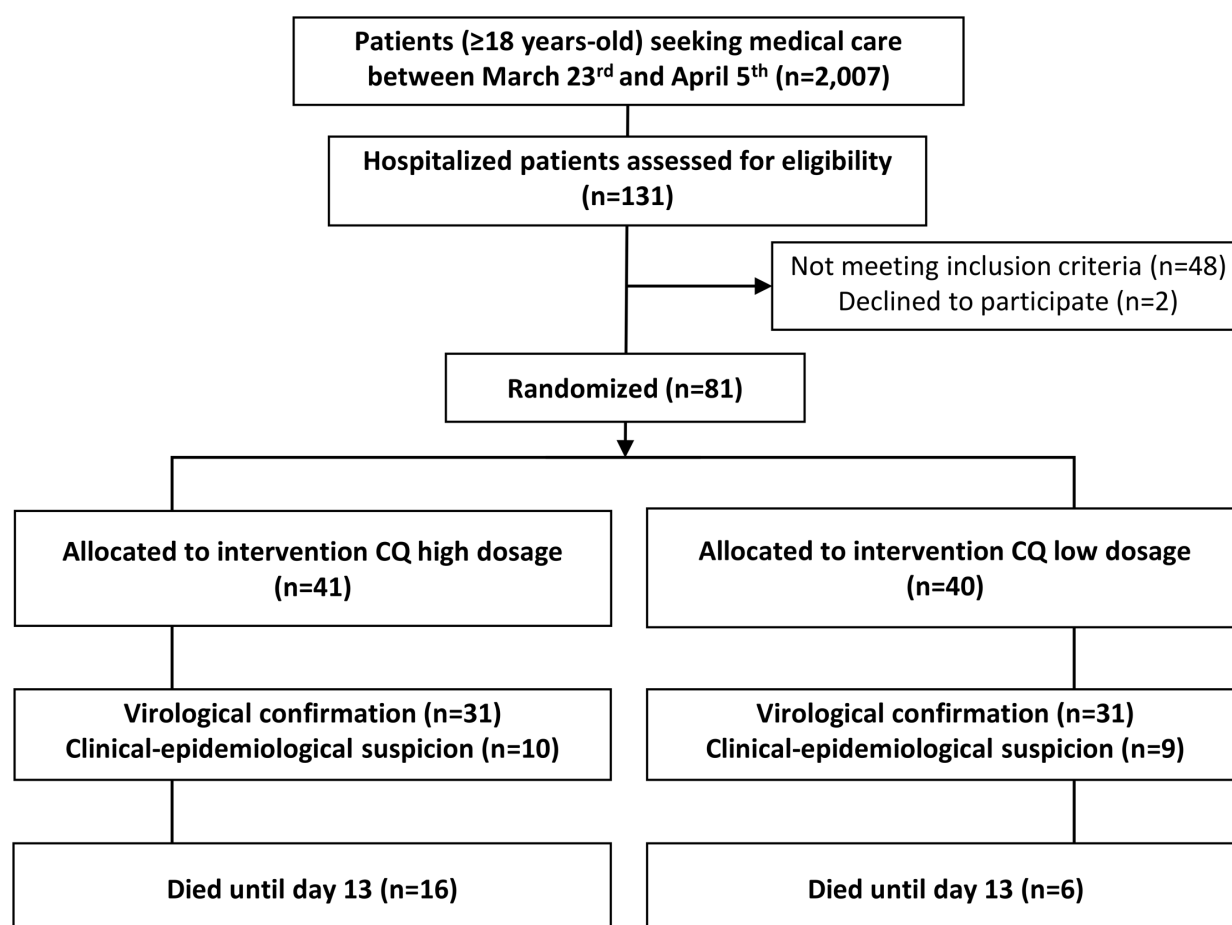 Patients (≥18 years-old) seeking medical care
between March 23rd and April 5th (n=2,007)
Hospitalized patients assessed for eligibility
(n=131)
Not meeting inclusion criteria (n=48)
Declined to participate (n=2)
Randomized (n=81)
Allocated to intervention CQ high dosage
(n=41)
Allocated to intervention CQ low dosage
(n=40)
Virological confirmation (n=31)
Clinical-epidemiological suspicion (n=10)
Virological confirmation (n=31)
Clinical-epidemiological suspicion (n=9)
Died until day 13 (n=16)
Died until day 13 (n=6)